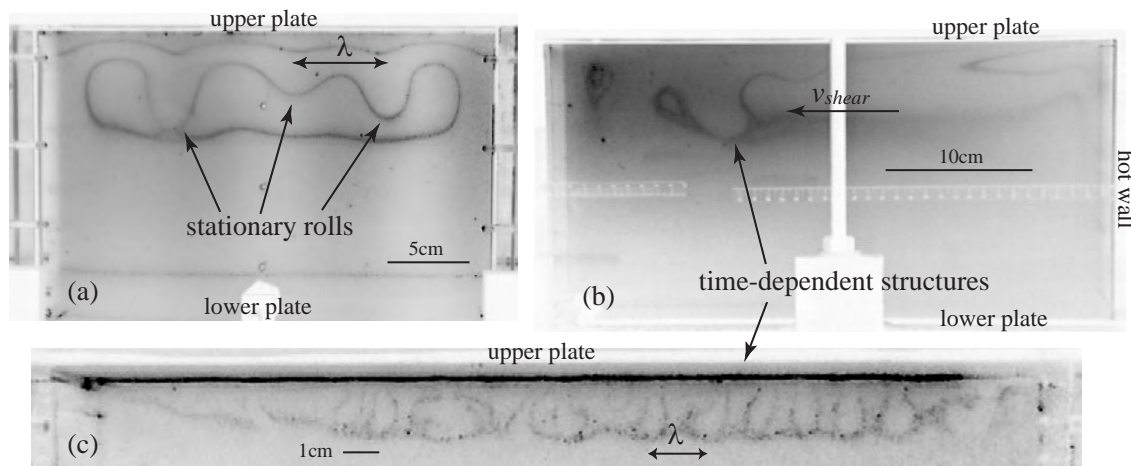 upper plate
λ
stationary rolls
5cm
(a)
lower plate
upper plate
vshear
10cm
hot wall
time-dependent structures
(b)
lower plate
upper plate
λ
1cm
(c)